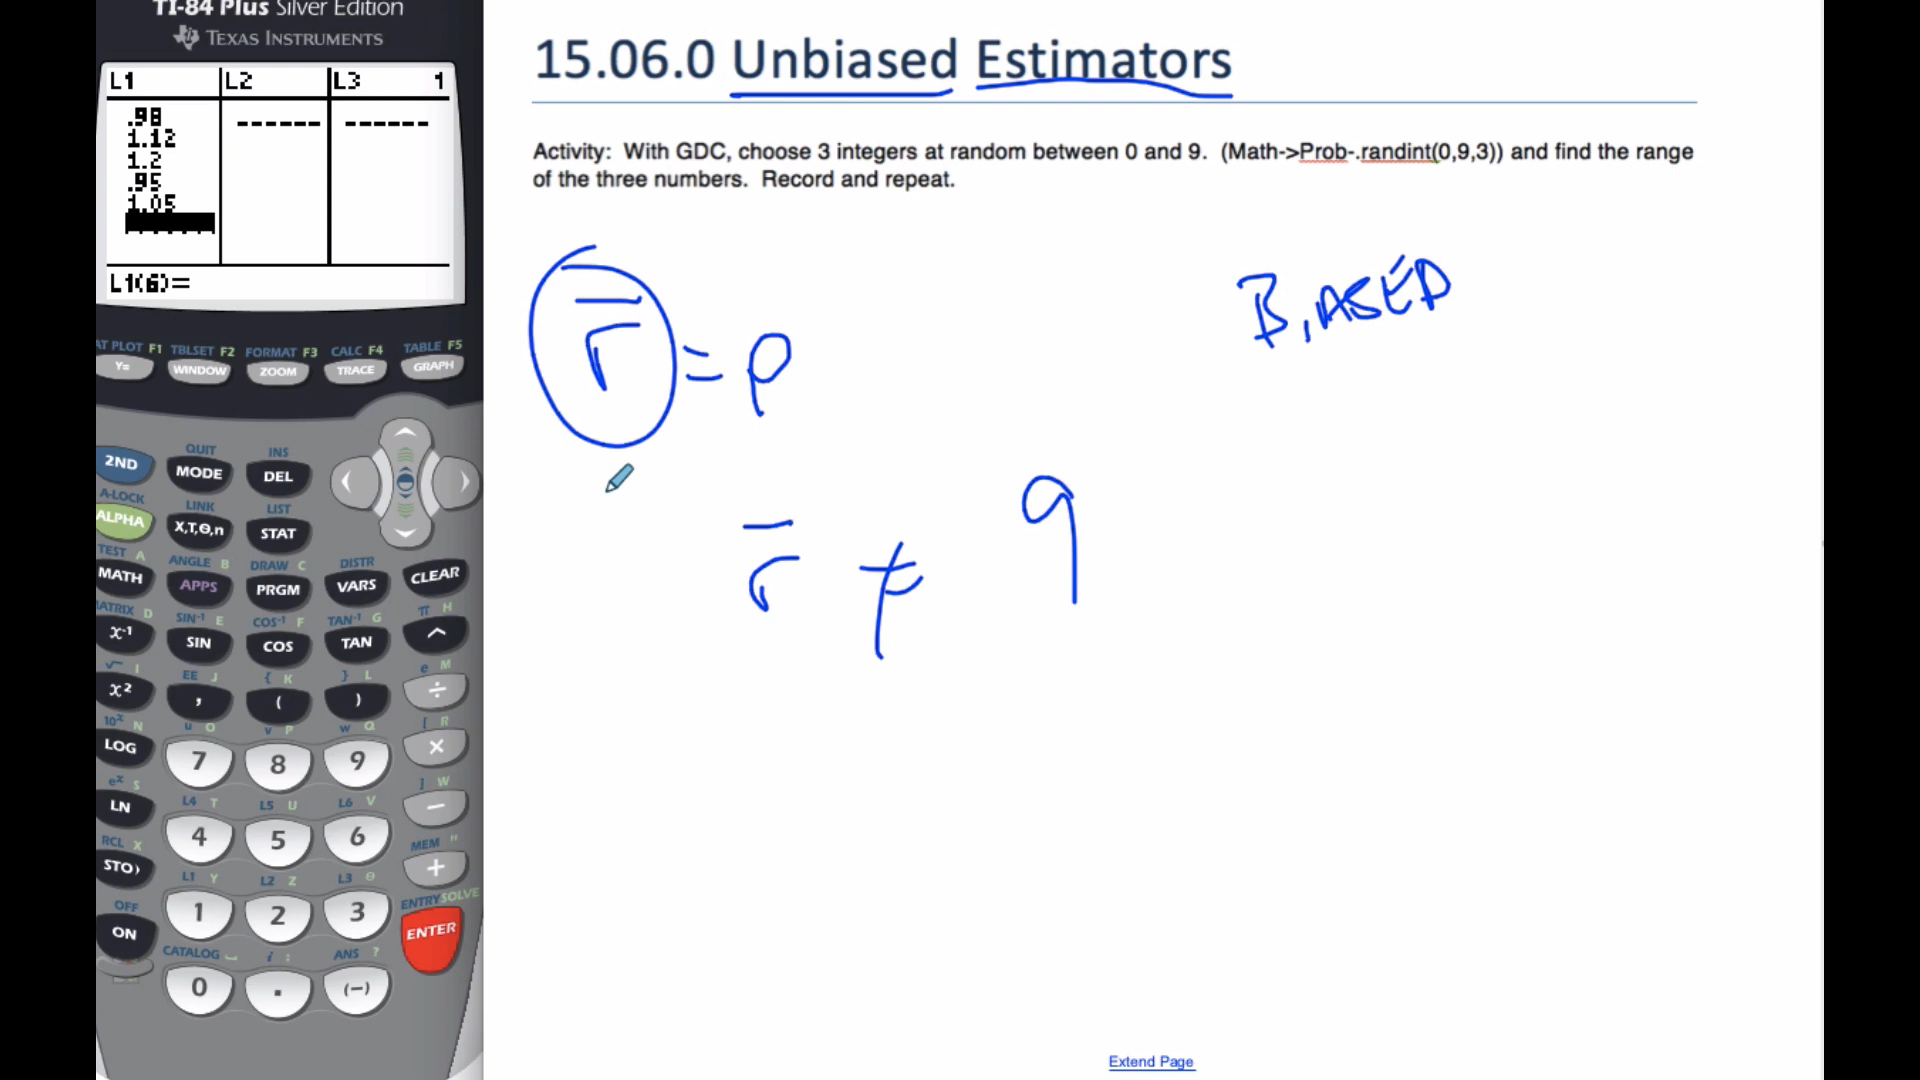 TI-84 Plus Silver Edition
TEXAS INSTRUMENTS
L1 L2 L3 1
.98 ------ ------
1.12
1.2
.95
1.05
L1(6)=
AT PLOT F1 TBLSET F2 FORMAT F3 CALC F4 TABLE F5
Y= WINDOW ZOOM TRACE GRAPH
QUIT INS
2ND MODE DEL
A-LOCK LINK LIST
ALPHA X,T,Θ,n STAT
TEST A ANGLE B DRAW C DISTR
MATH APPS PRGM VARS CLEAR
MATRIX D SIN⁻¹ E COS⁻¹ F TAN⁻¹ G π H
x⁻¹ SIN COS TAN ^
√ I EE J { K } L e M
x² , ( ) ÷
10ˣ N u O v P w Q [ R
LOG 7 8 9 ×
eˣ S L4 T L5 U L6 V ] W
LN 4 5 6 −
RCL X L1 Y L2 Z L3 θ MEM "
STO› 1 2 3 +
OFF CATALOG i : ANS ? ENTRY SOLVE
ON 0 . (−) ENTER
15.06.0 Unbiased Estimators
Activity: With GDC, choose 3 integers at random between 0 and 9. (Math->Prob-.randint(0,9,3)) and find the range
of the three numbers. Record and repeat.
BIASED
r̄ = ρ
r̄ ≠ 9
Extend Page